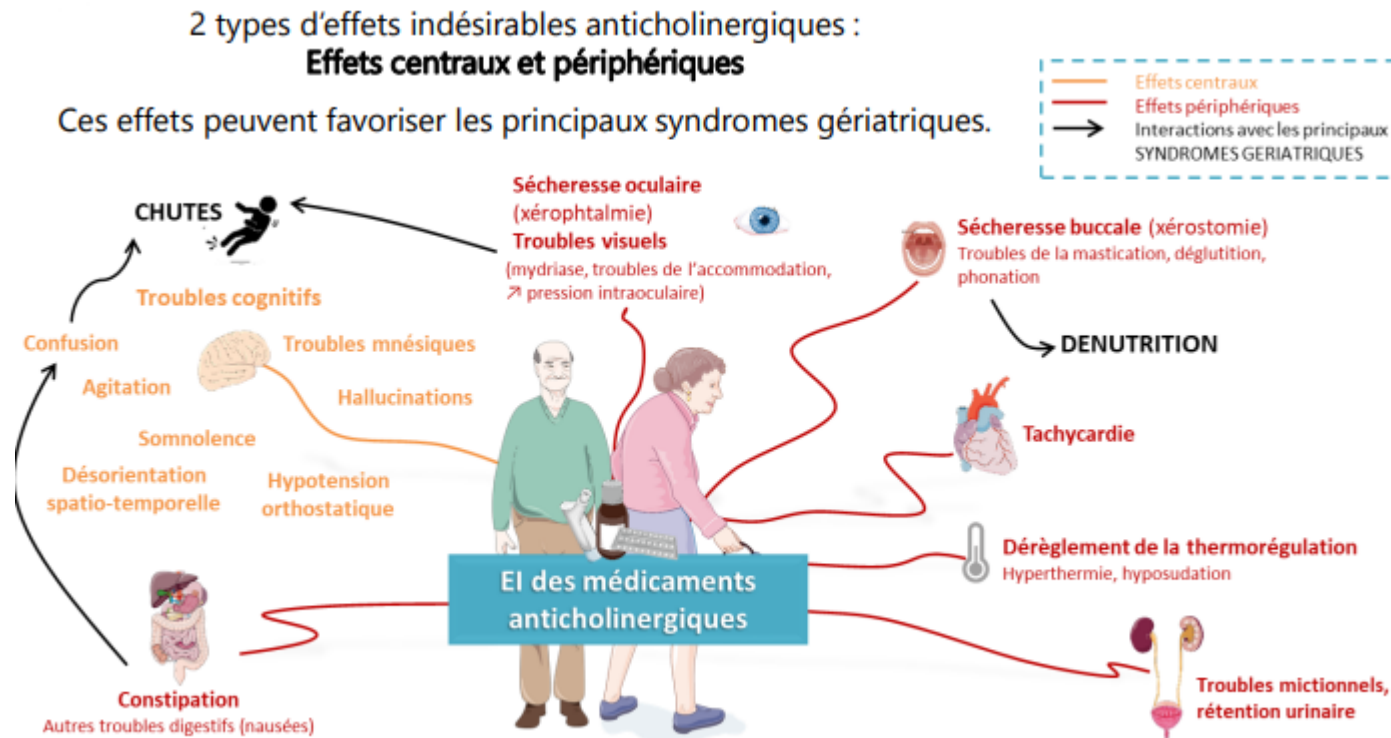 2 types d'effets indésirables anticholinergiques :
Effets centraux et périphériques
Ces effets peuvent favoriser les principaux syndromes gériatriques.
Effets centraux
Effets périphériques
Interactions avec les principaux
SYNDROMES GERIATRIQUES
CHUTES
Sécheresse oculaire
(xérophtalmie)
Troubles visuels
(mydriase, troubles de l'accommodation,
↗ pression intraoculaire)
Sécheresse buccale (xérostomie)
Troubles de la mastication, déglutition,
phonation
DENUTRITION
Troubles cognitifs
Confusion
Troubles mnésiques
Agitation
Hallucinations
Somnolence
Désorientation
spatio-temporelle
Hypotension
orthostatique
Tachycardie
Dérèglement de la thermorégulation
Hyperthermie, hyposudation
EI des médicaments
anticholinergiques
Constipation
Autres troubles digestifs (nausées)
Troubles mictionnels,
rétention urinaire